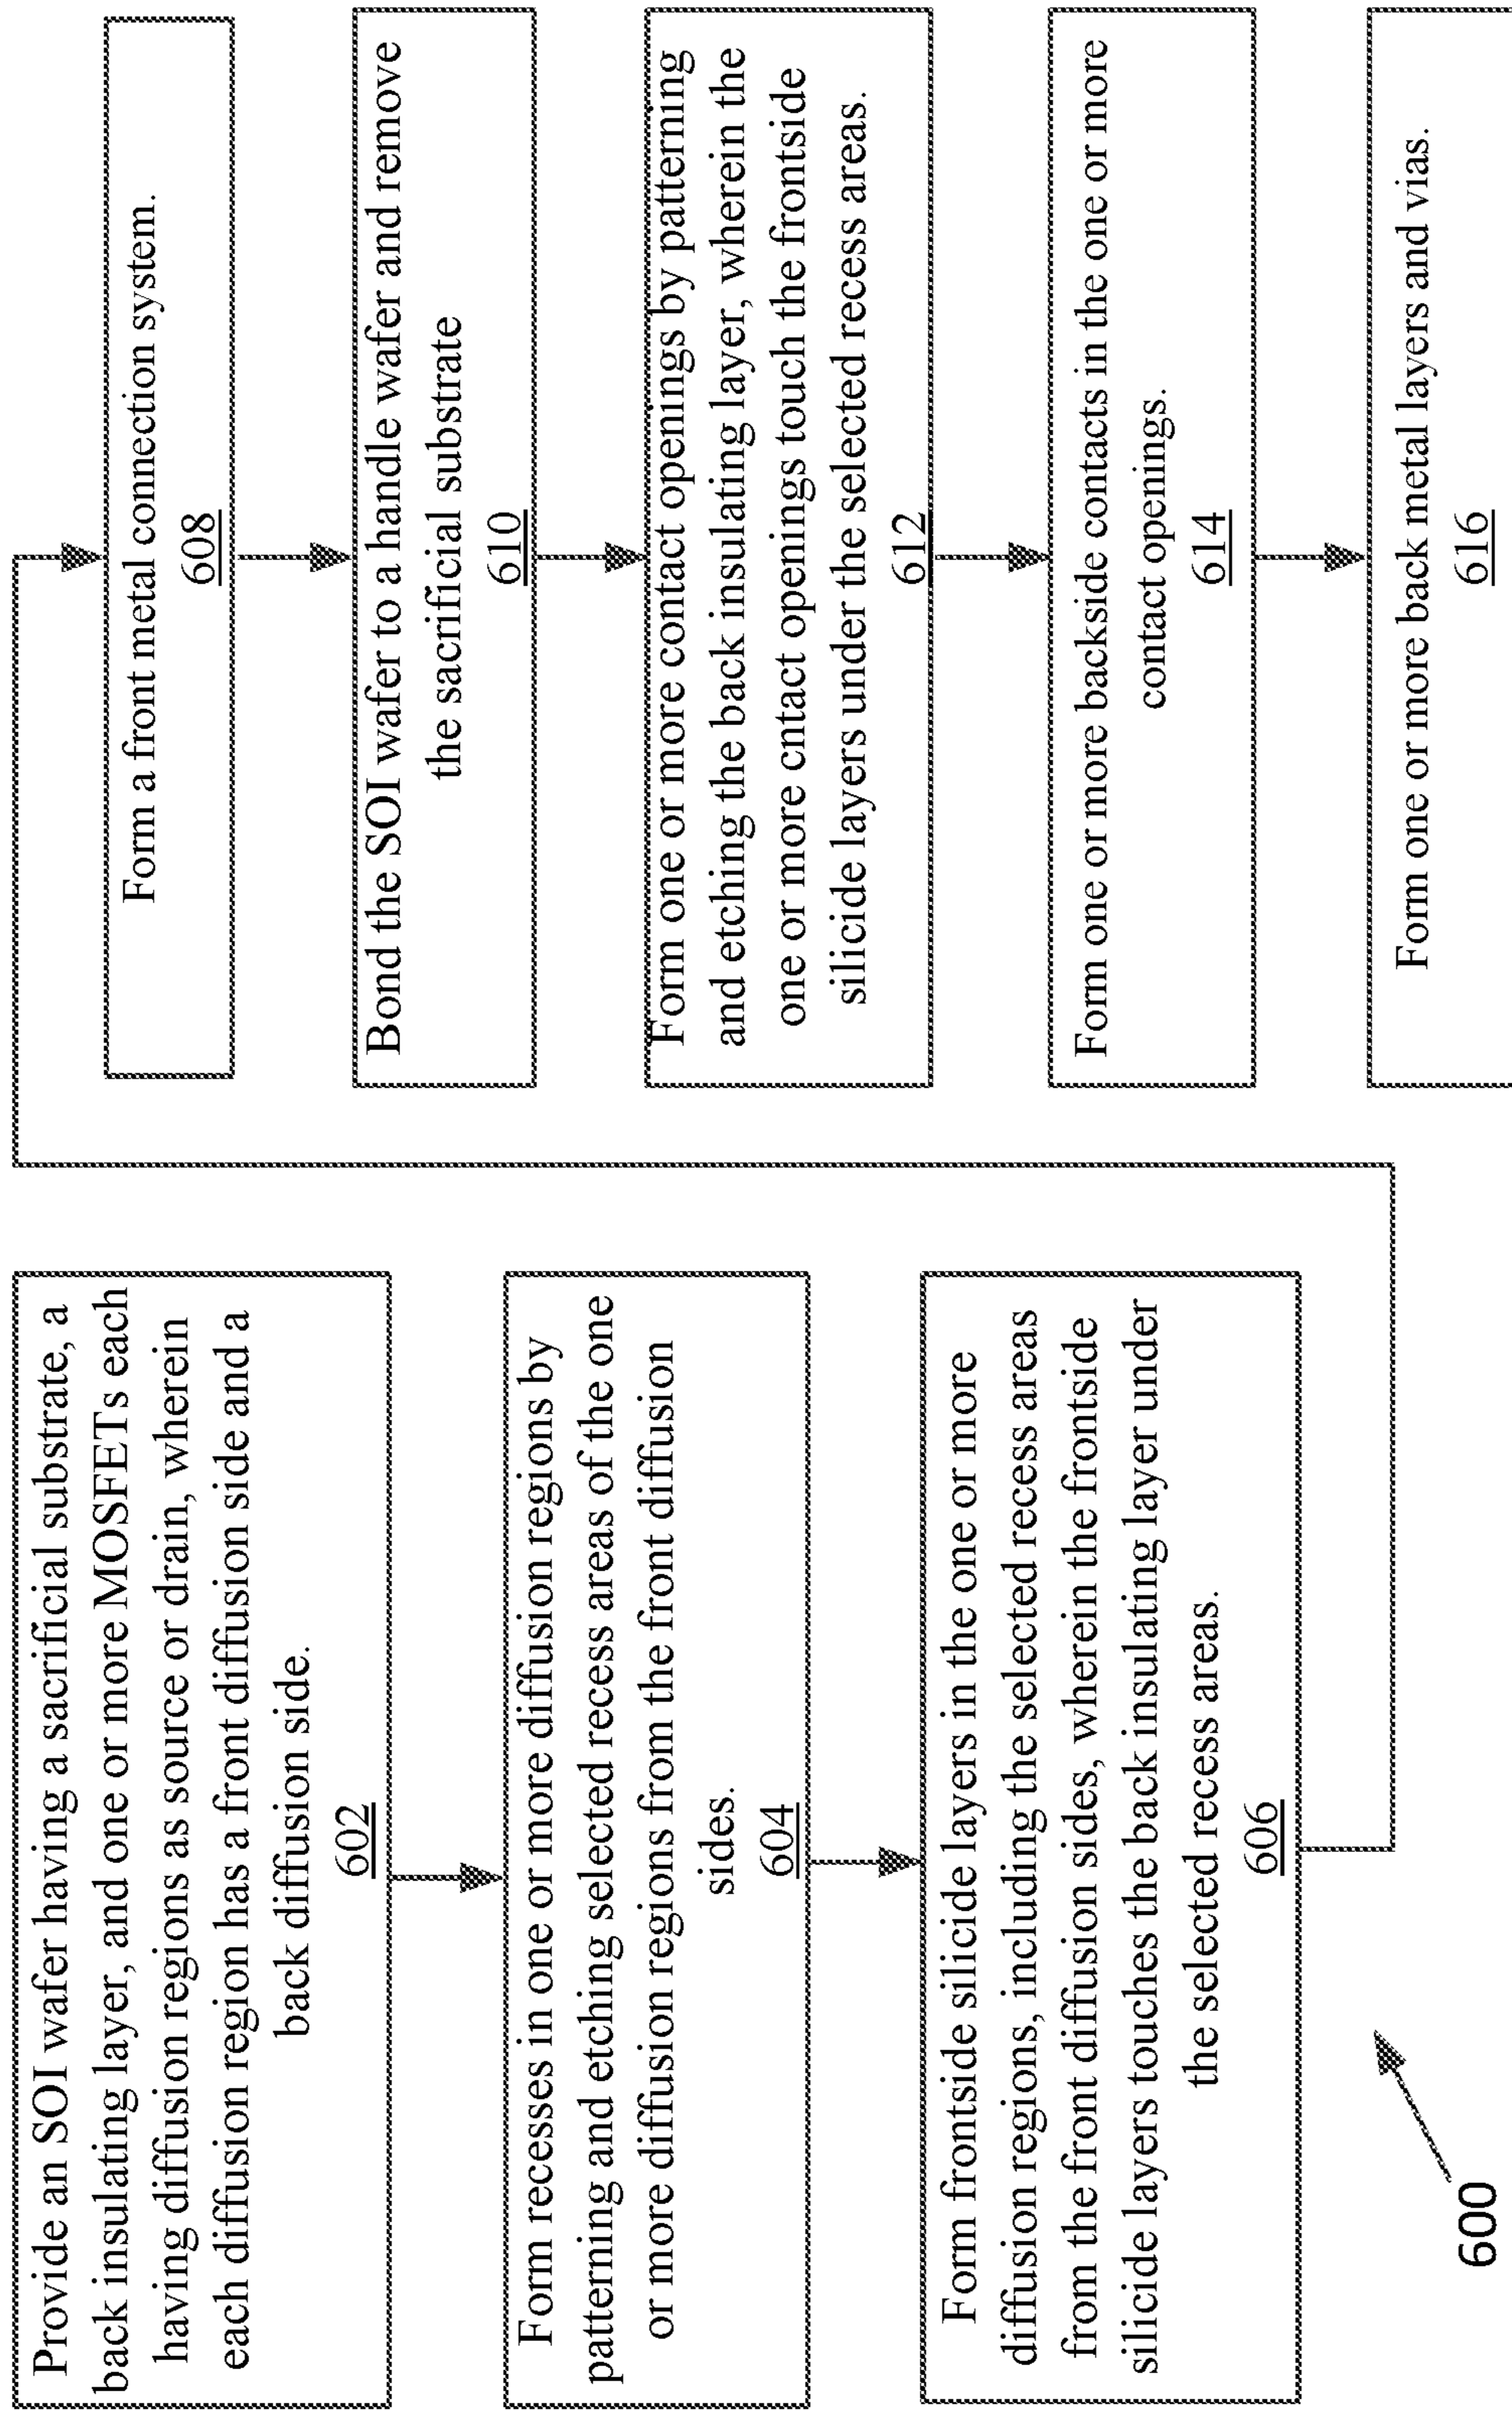 Provide an SOI wafer having a sacrificial substrate, a
back insulating layer, and one or more MOSFETs each
having diffusion regions as source or drain, wherein
each diffusion region has a front diffusion side and a
back diffusion side.
602
Form recesses in one or more diffusion regions by
patterning and etching selected recess areas of the one
or more diffusion regions from the front diffusion
sides.
604
Form frontside silicide layers in the one or more
diffusion regions, including the selected recess areas
from the front diffusion sides, wherein the frontside
silicide layers touches the back insulating layer under
the selected recess areas.
606
600
Form a front metal connection system.
608
Bond the SOI wafer to a handle wafer and remove
the sacrificial substrate
610
Form one or more contact openings by patterning
and etching the back insulating layer, wherein the
one or more cntact openings touch the frontside
silicide layers under the selected recess areas.
612
Form one or more backside contacts in the one or more
contact openings.
614
Form one or more back metal layers and vias.
616